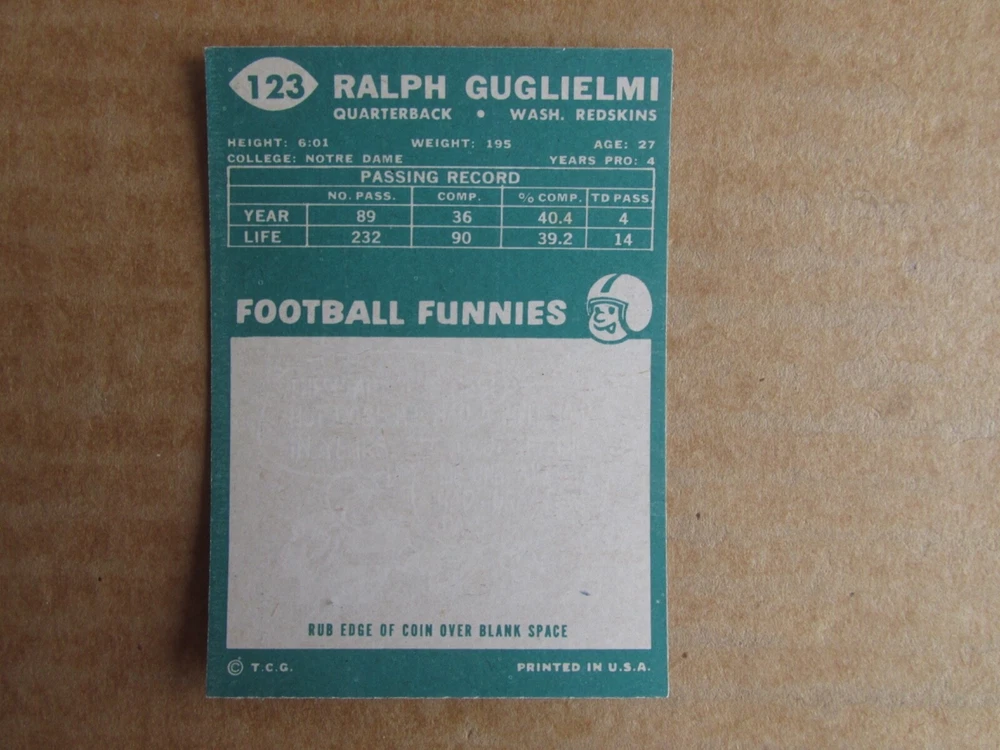 123 RALPH GUGLIELMI
QUARTERBACK • WASH. REDSKINS
HEIGHT: 6:01 WEIGHT: 195 AGE: 27
COLLEGE: NOTRE DAME YEARS PRO: 4
PASSING RECORD
NO. PASS. COMP. % COMP. TD PASS.
YEAR 89 36 40.4 4
LIFE 232 90 39.2 14
FOOTBALL FUNNIES
RUB EDGE OF COIN OVER BLANK SPACE
© T.C.G. PRINTED IN U.S.A.